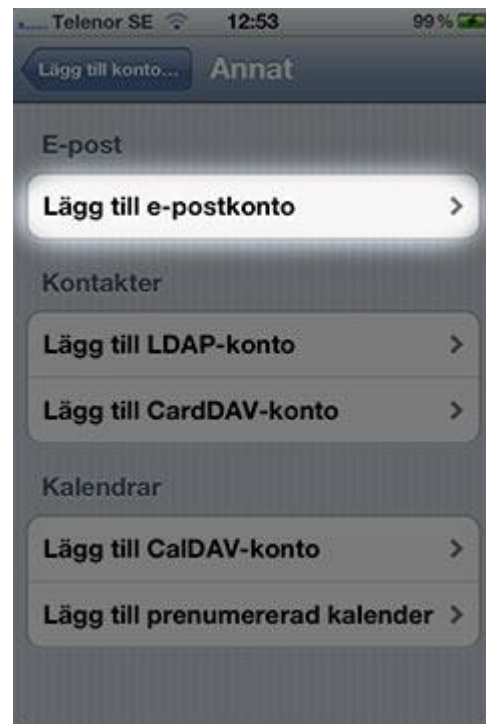 Telenor SE 12:53 99 %
Lägg till konto... Annat
E-post
Lägg till e-postkonto
Kontakter
Lägg till LDAP-konto
Lägg till CardDAV-konto
Kalendrar
Lägg till CalDAV-konto
Lägg till prenumererad kalender